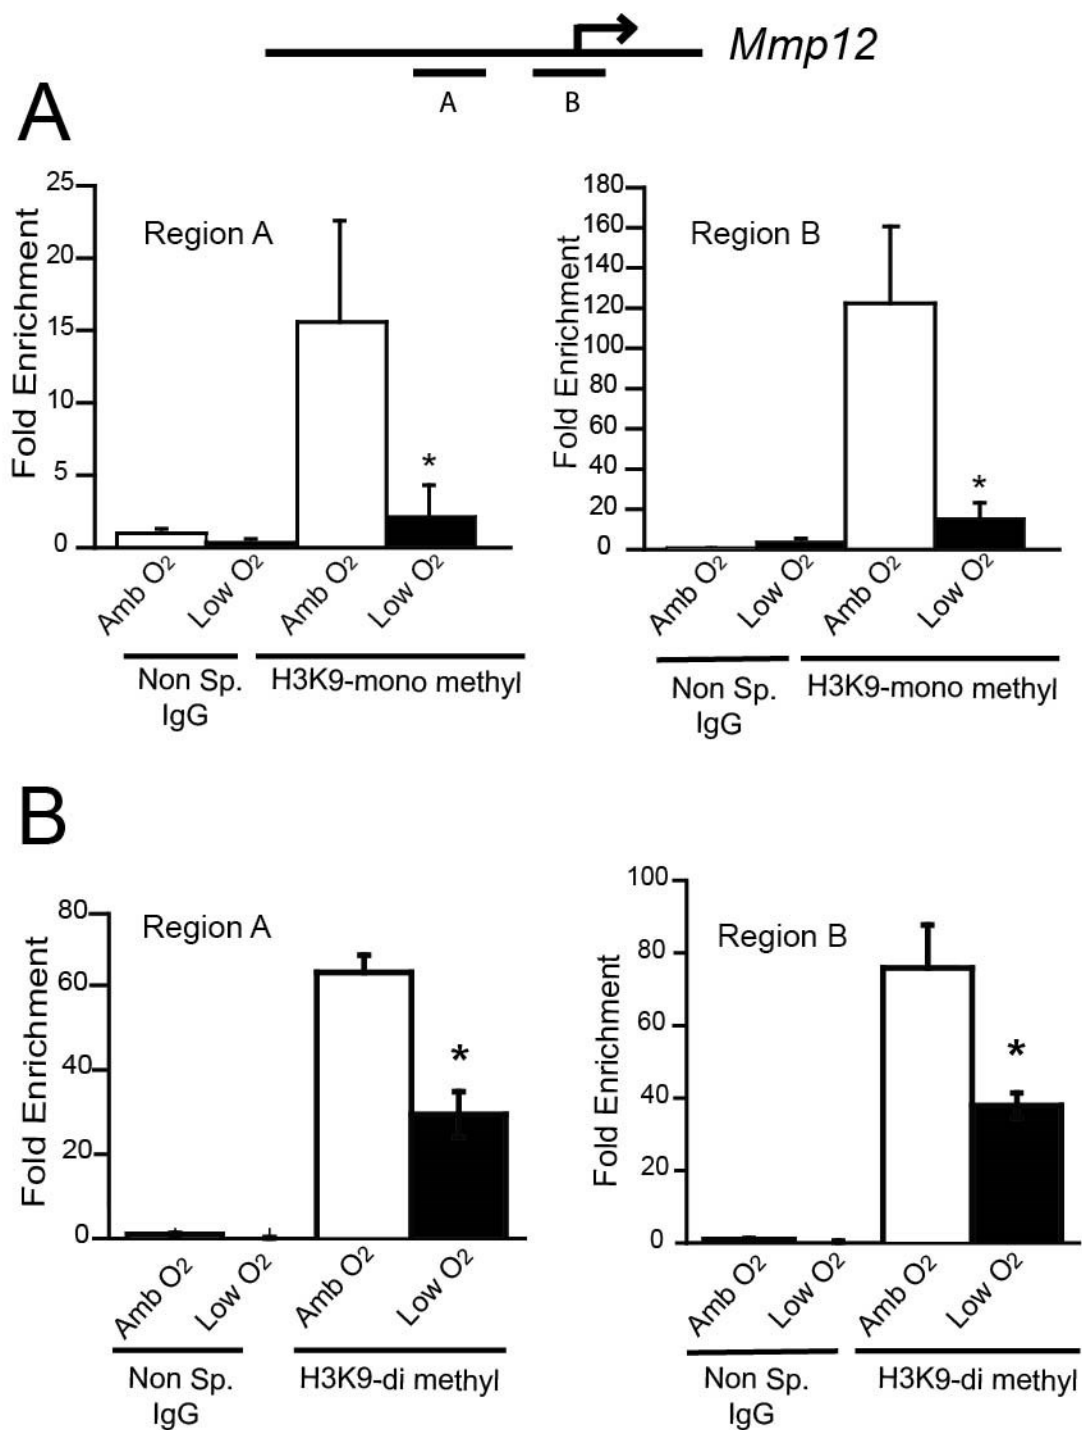 Mmp12
A B
A
Region A
Fold Enrichment
25
20
15
10
5
0
*
Amb O2 Low O2 Amb O2 Low O2
Non Sp.
IgG
H3K9-mono methyl
Region B
Fold Enrichment
180
160
140
120
100
80
60
40
20
0
*
Amb O2 Low O2 Amb O2 Low O2
Non Sp.
IgG
H3K9-mono methyl
B
Region A
Fold Enrichment
80
60
40
20
0
*
Amb O2 Low O2 Amb O2 Low O2
Non Sp.
IgG
H3K9-di methyl
Region B
Fold Enrichment
100
80
60
40
20
0
*
Amb O2 Low O2 Amb O2 Low O2
Non Sp.
IgG
H3K9-di methyl